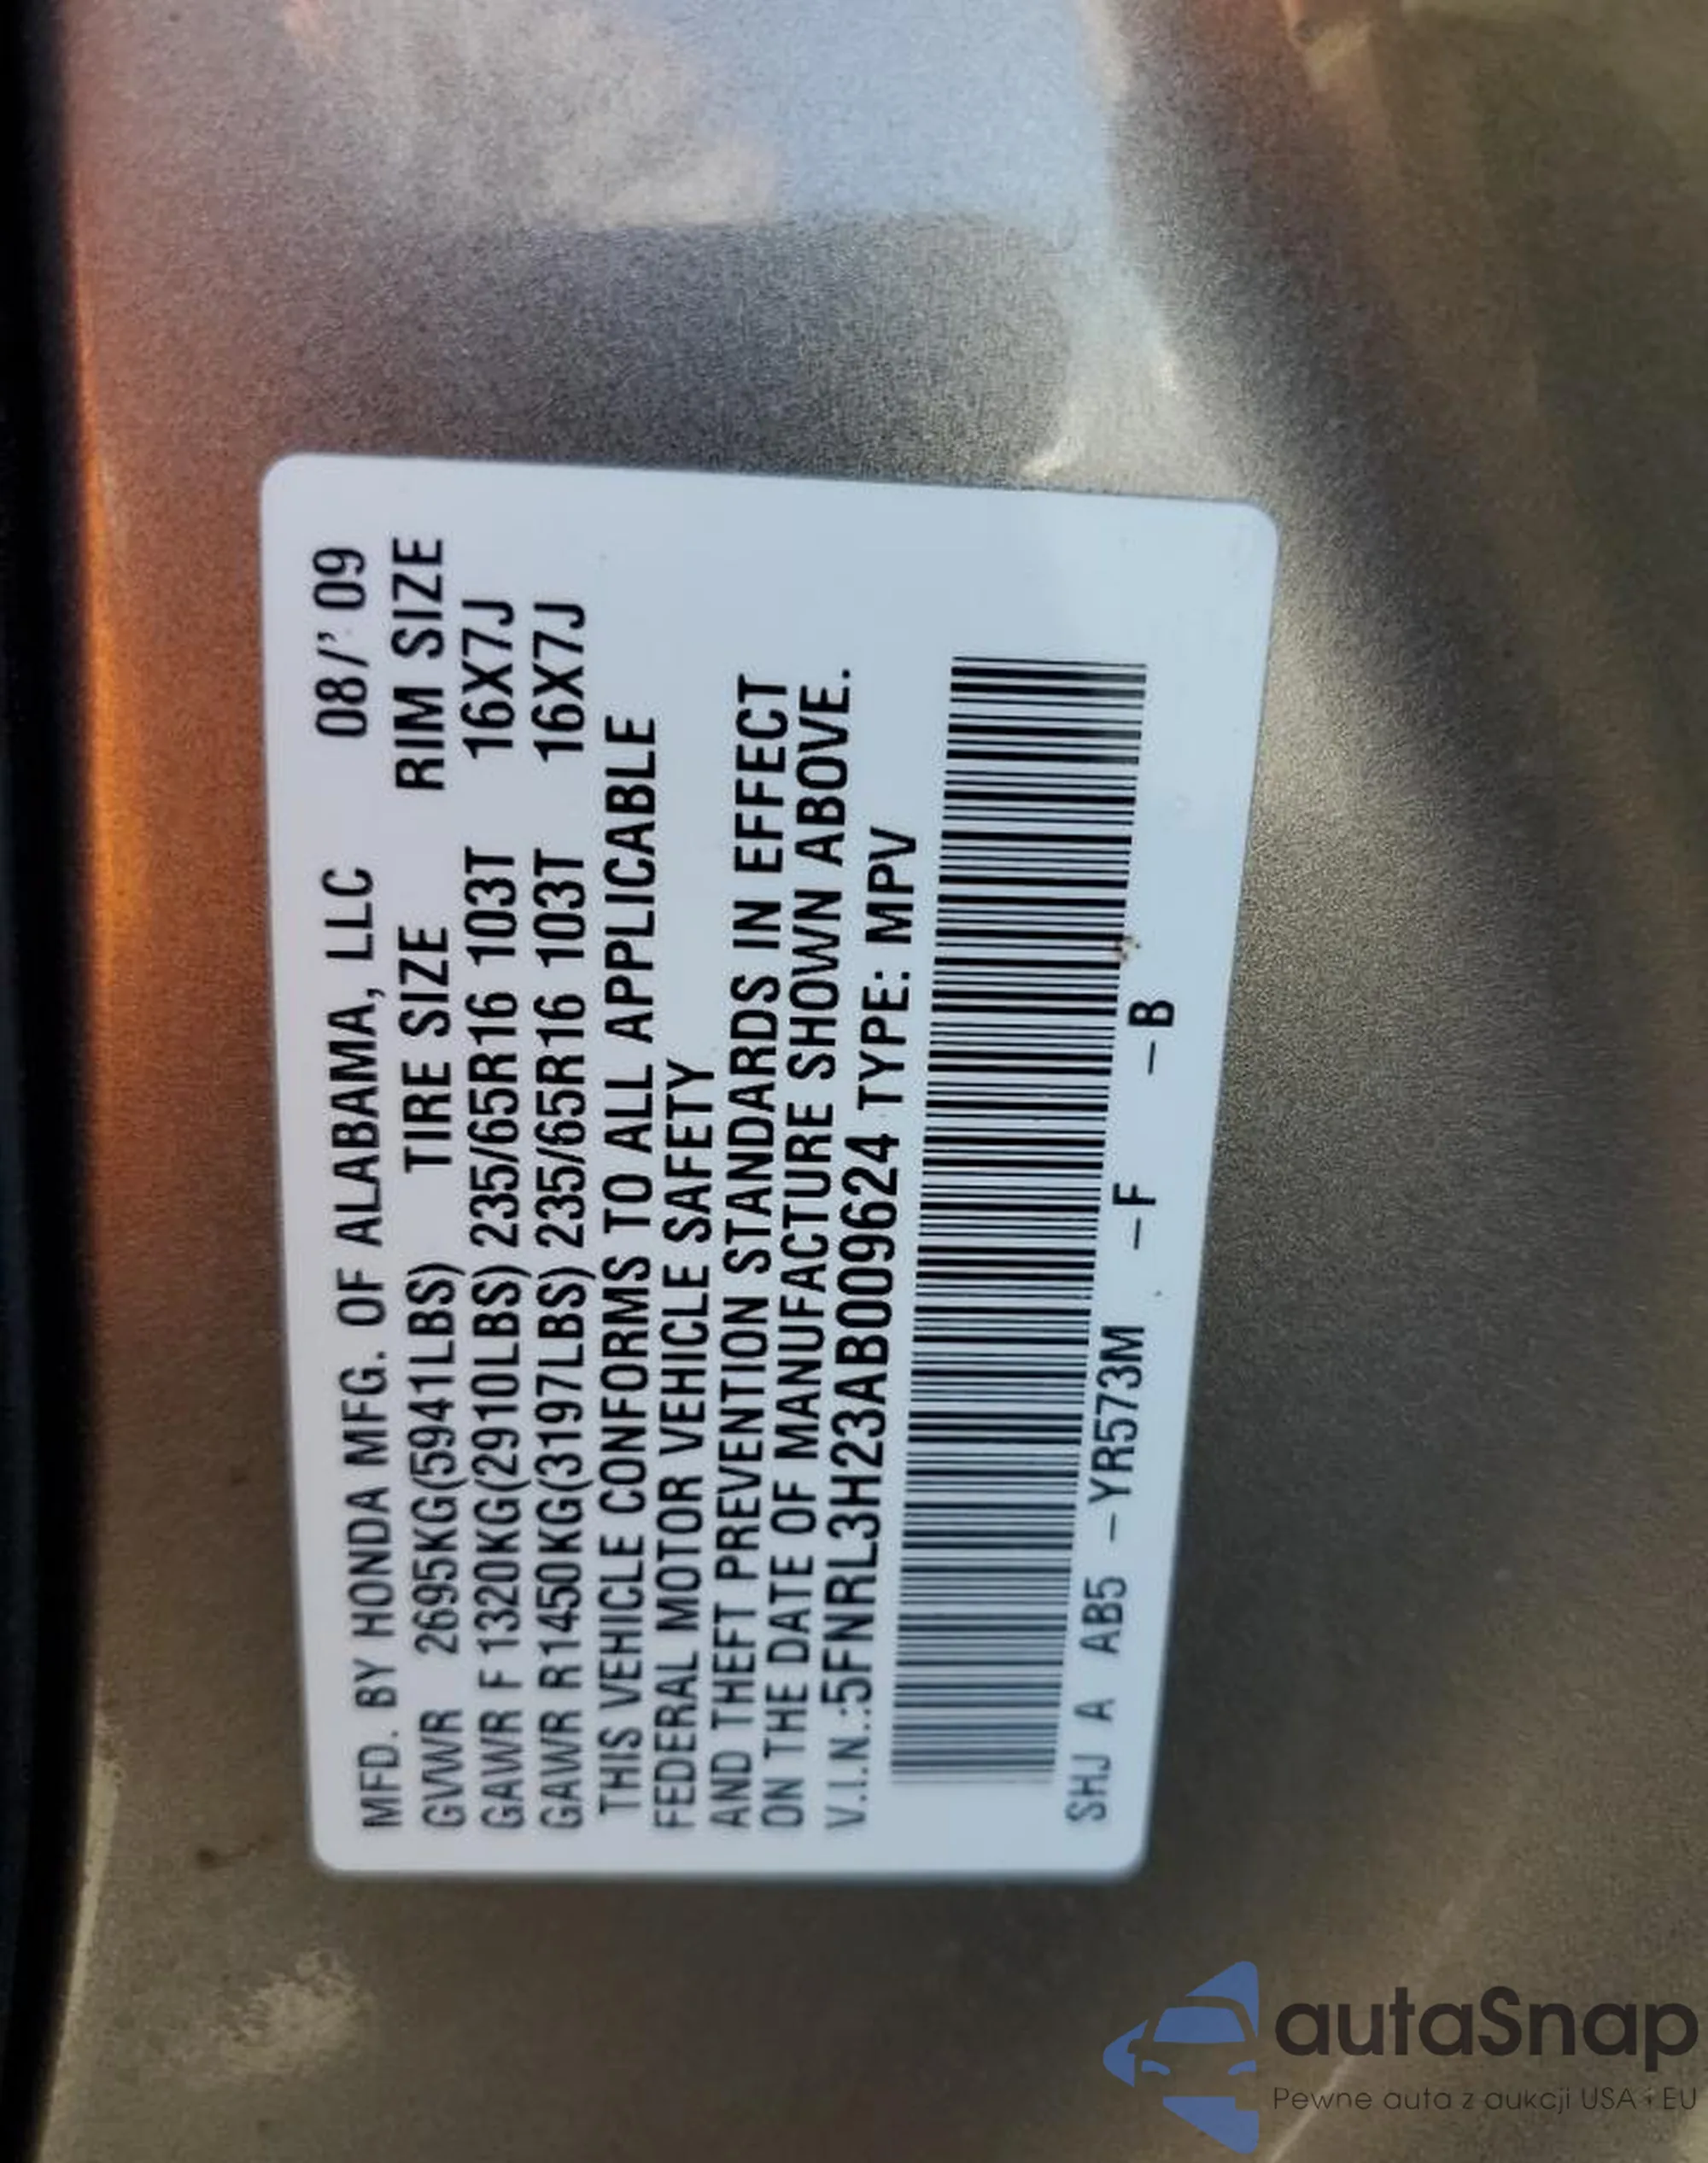 MFD. BY HONDA MFG. OF ALABAMA, LLC 08/'09
GVWR 2695KG(5941LBS) TIRE SIZE RIM SIZE
GAWR F 1320KG(2910LBS) 235/65R16 103T 16X7J
GAWR R1450KG(3197LBS) 235/65R16 103T 16X7J
THIS VEHICLE CONFORMS TO ALL APPLICABLE
FEDERAL MOTOR VEHICLE SAFETY
AND THEFT PREVENTION STANDARDS IN EFFECT
ON THE DATE OF MANUFACTURE SHOWN ABOVE.
V.I.N.:5FNRL3H23AB009624 TYPE: MPV
SHJ A AB5 -YR573M -F -B
autaSnap
Pewne auta z aukcji USA i EU